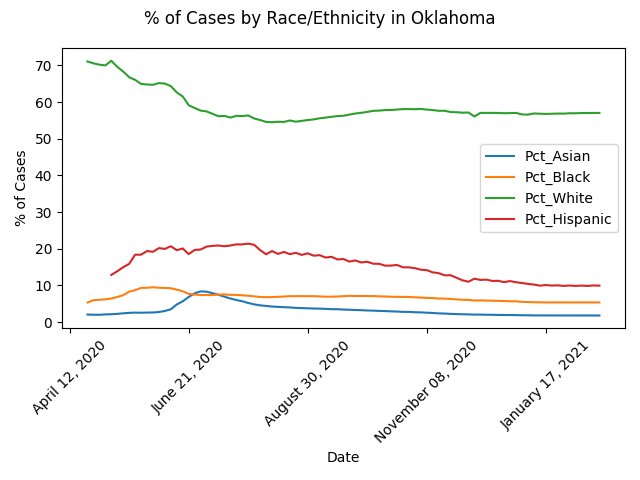 % of Cases by Race/Ethnicity in Oklahoma
70
60
50
40
30
20
10
0
% of Cases
Pct_Asian
Pct_Black
Pct_White
Pct_Hispanic
April 12, 2020
June 21, 2020
August 30, 2020
November 08, 2020
January 17, 2021
Date